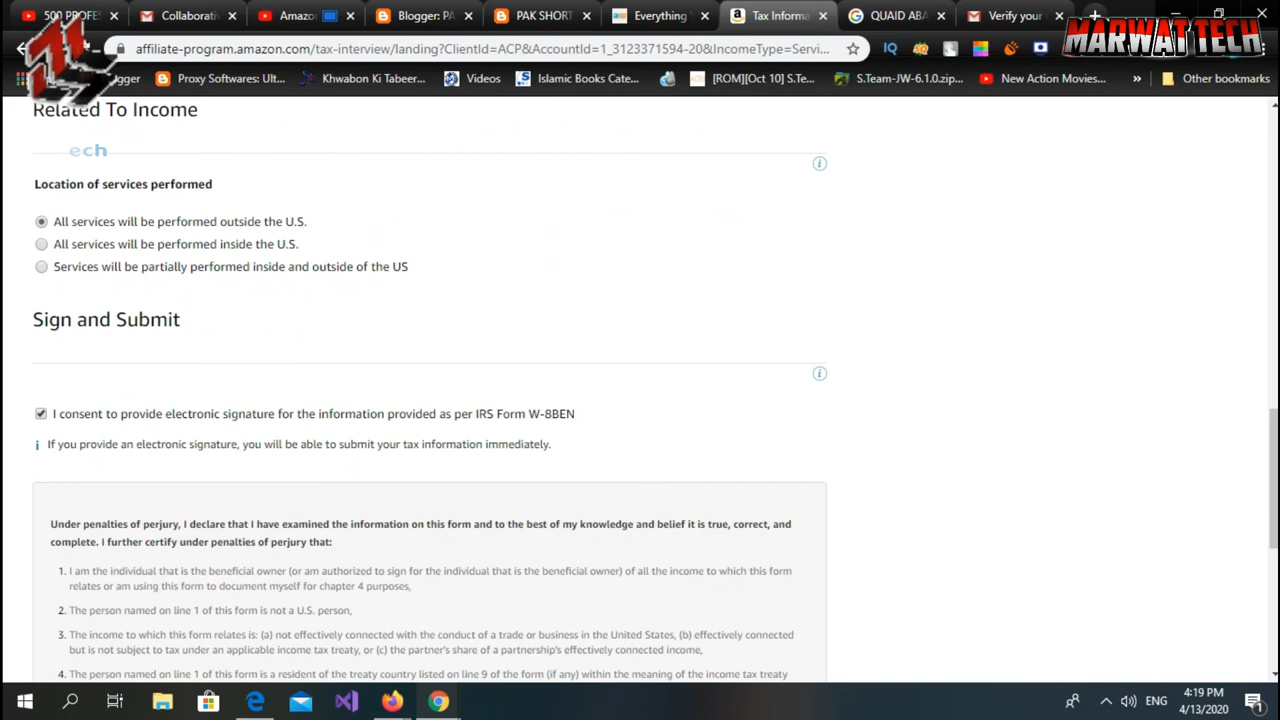 500 PROFES
Collaborati
Amazo
Blogger: PA
PAK SHORT
Everything
Tax Informa
QUAID ABA
Verify your
MARWAT TECH
affiliate-program.amazon.com/tax-interview/landing?ClientId=ACP&AccountId=1_3123371594-20&IncomeType=Servi...
gger
Proxy Softwares: Ult...
Khwabon Ki Tabeer...
Videos
Islamic Books Cate...
[ROM][Oct 10] S.Te...
S.Team-JW-6.1.0.zip...
New Action Movies...
»
Other bookmarks
Related To Income
ech
Location of services performed
All services will be performed outside the U.S.
All services will be performed inside the U.S.
Services will be partially performed inside and outside of the US
Sign and Submit
I consent to provide electronic signature for the information provided as per IRS Form W-8BEN
If you provide an electronic signature, you will be able to submit your tax information immediately.
Under penalties of perjury, I declare that I have examined the information on this form and to the best of my knowledge and belief it is true, correct, and
complete. I further certify under penalties of perjury that:
1. I am the individual that is the beneficial owner (or am authorized to sign for the individual that is the beneficial owner) of all the income to which this form
relates or am using this form to document myself for chapter 4 purposes,
2. The person named on line 1 of this form is not a U.S. person,
3. The income to which this form relates is: (a) not effectively connected with the conduct of a trade or business in the United States, (b) effectively connected
but is not subject to tax under an applicable income tax treaty, or (c) the partner's share of a partnership's effectively connected income,
4. The person named on line 1 of this form is a resident of the treaty country listed on line 9 of the form (if any) within the meaning of the income tax treaty
ENG
4:19 PM
4/13/2020
1